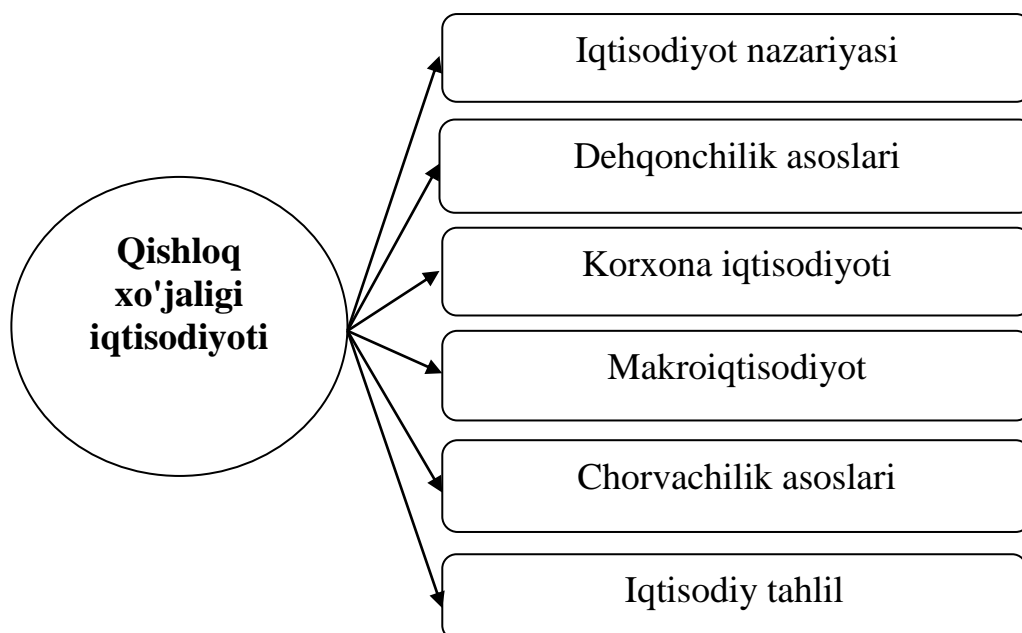 Qishloq
xo'jaligi
iqtisodiyoti
Iqtisodiyot nazariyasi
Dehqonchilik asoslari
Korxona iqtisodiyoti
Makroiqtisodiyot
Chorvachilik asoslari
Iqtisodiy tahlil